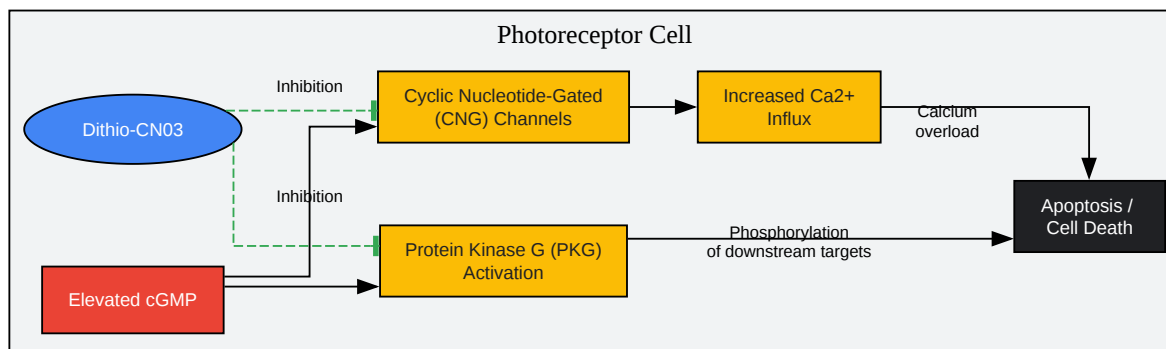 Photoreceptor Cell
Inhibition
Cyclic Nucleotide-Gated
(CNG) Channels
Increased Ca2+
Influx
Calcium
overload
Dithio-CN03
Inhibition
Apoptosis /
Cell Death
Protein Kinase G (PKG)
Activation
Phosphorylation
of downstream targets
Elevated cGMP